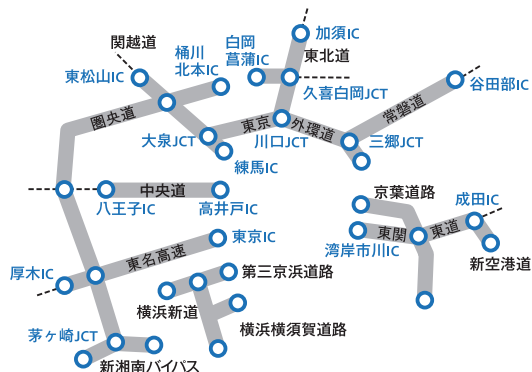 関越道
東松山IC
桶川
北本IC
白岡
菖蒲IC
加須IC
東北道
久喜白岡JCT
谷田部IC
圏央道
大泉JCT
練馬IC
東京
外環道
川口JCT
三郷JCT
常磐道
中央道
八王子IC
高井戸IC
京葉道路
成田IC
東関
東道
湾岸市川IC
新空港道
東京IC
東名高速
厚木IC
第三京浜道路
横浜新道
横浜横須賀道路
茅ヶ崎JCT
新湘南バイパス